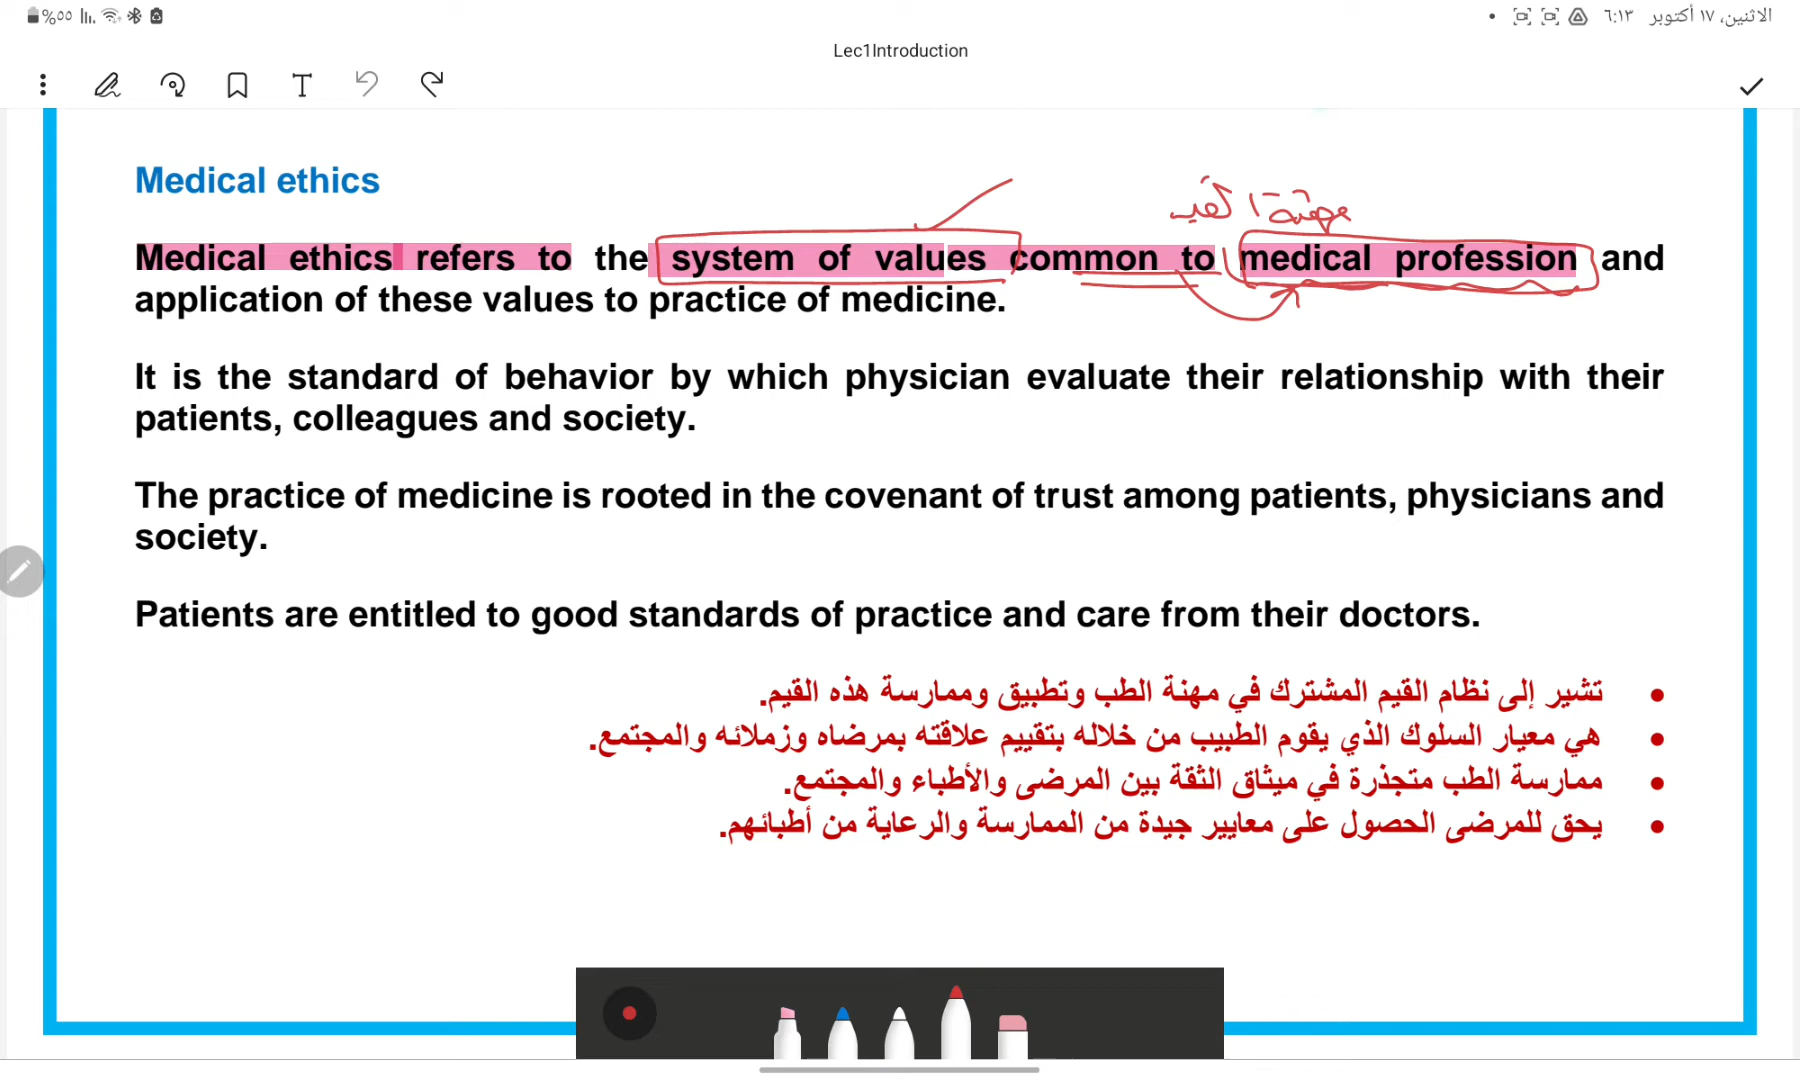 %٥٥
الاثنين، ١٧ أكتوبر ٦:١٣
Lec1Introduction
Medical ethics
Medical ethics refers to the system of values common to medical profession and
application of these values to practice of medicine.
It is the standard of behavior by which physician evaluate their relationship with their
patients, colleagues and society.
The practice of medicine is rooted in the covenant of trust among patients, physicians and
society.
Patients are entitled to good standards of practice and care from their doctors.
• تشير إلى نظام القيم المشترك في مهنة الطب وتطبيق وممارسة هذه القيم.
• هي معيار السلوك الذي يقوم الطبيب من خلاله بتقييم علاقته بمرضاه وزملائه والمجتمع.
• ممارسة الطب متجذرة في ميثاق الثقة بين المرضى والأطباء والمجتمع.
• يحق للمرضى الحصول على معايير جيدة من الممارسة والرعاية من أطبائهم.